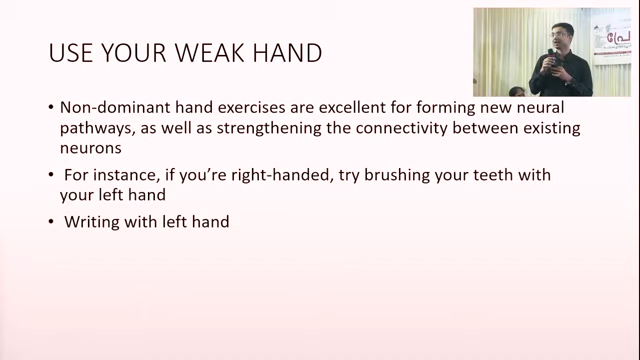 USE YOUR WEAK HAND
• Non-dominant hand exercises are excellent for forming new neural
pathways, as well as strengthening the connectivity between existing
neurons
• For instance, if you’re right-handed, try brushing your teeth with
your left hand
• Writing with left hand